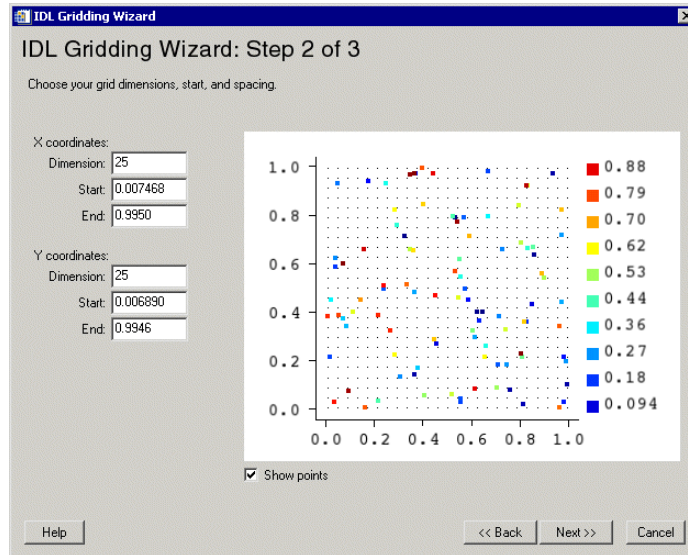 IDL Gridding Wizard
IDL Gridding Wizard: Step 2 of 3
Choose your grid dimensions, start, and spacing.
X coordinates:
Dimension: 25
Start: 0.007468
End: 0.9950
Y coordinates:
Dimension: 25
Start: 0.006890
End: 0.9946
1.0
0.8
0.6
0.4
0.2
0.0
0.0 0.2 0.4 0.6 0.8 1.0
0.88
0.79
0.70
0.62
0.53
0.44
0.36
0.27
0.18
0.094
Show points
Help
<< Back
Next >>
Cancel